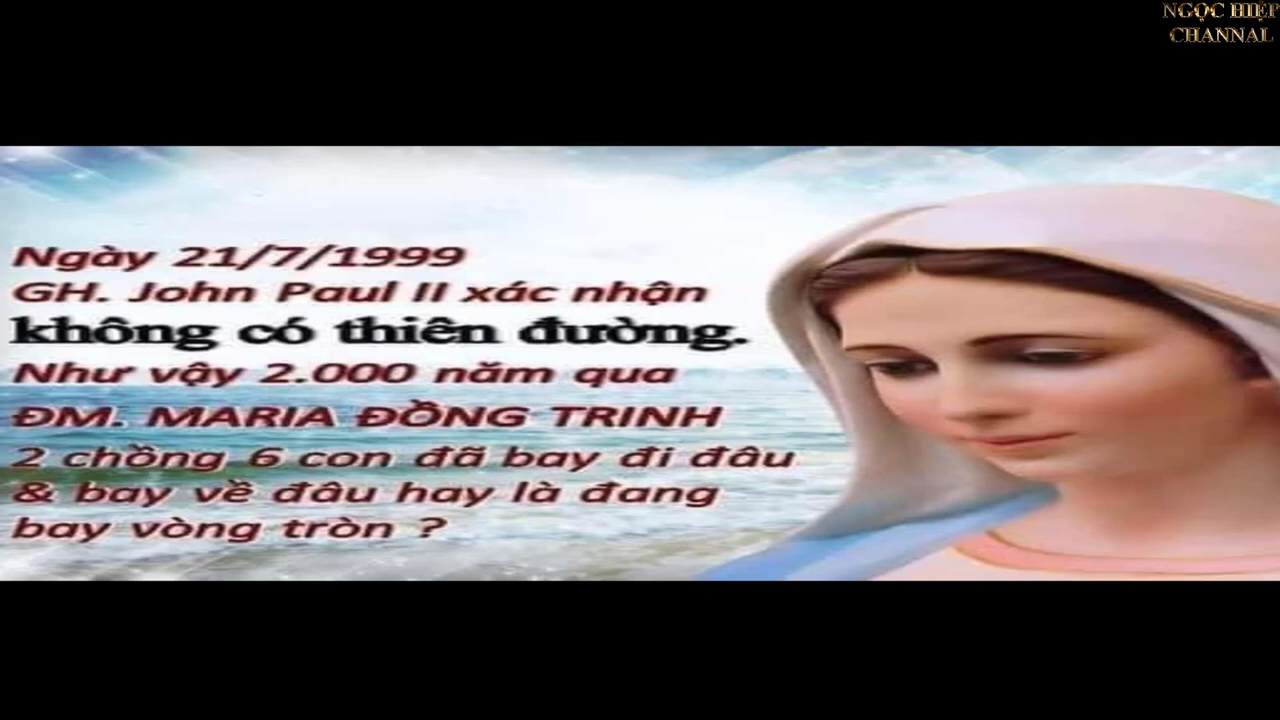 NGỌC HIỆP
CHANNAL
Ngày 21/7/1999
GH. John Paul II xác nhận
không có thiên đường.
Như vậy 2.000 năm qua
ĐM. MARIA ĐỒNG TRINH
2 chồng 6 con đã bay đi đâu
& bay về đâu hay là đang
bay vòng tròn ?